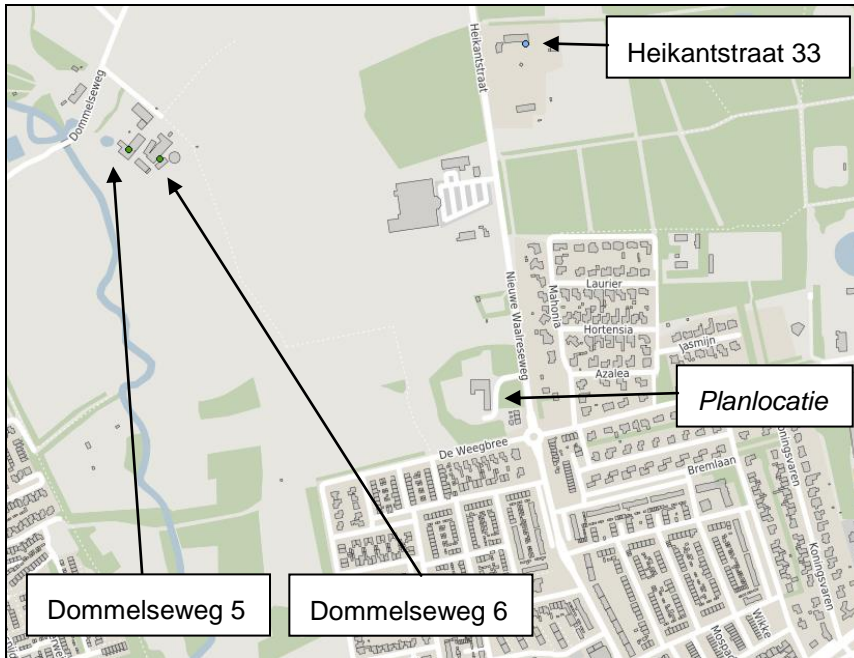 Heikantstraat 33
Heikantstraat
Dommelseweg
Laurier
Mahonia
Nieuwe Waalreseweg
Hortensia
Jasmijn
Azalea
Planlocatie
De Weegbree
Koningsvaren
Bremlaan
Koningsvaren
Dommelseweg 5
Dommelseweg 6
Wikke